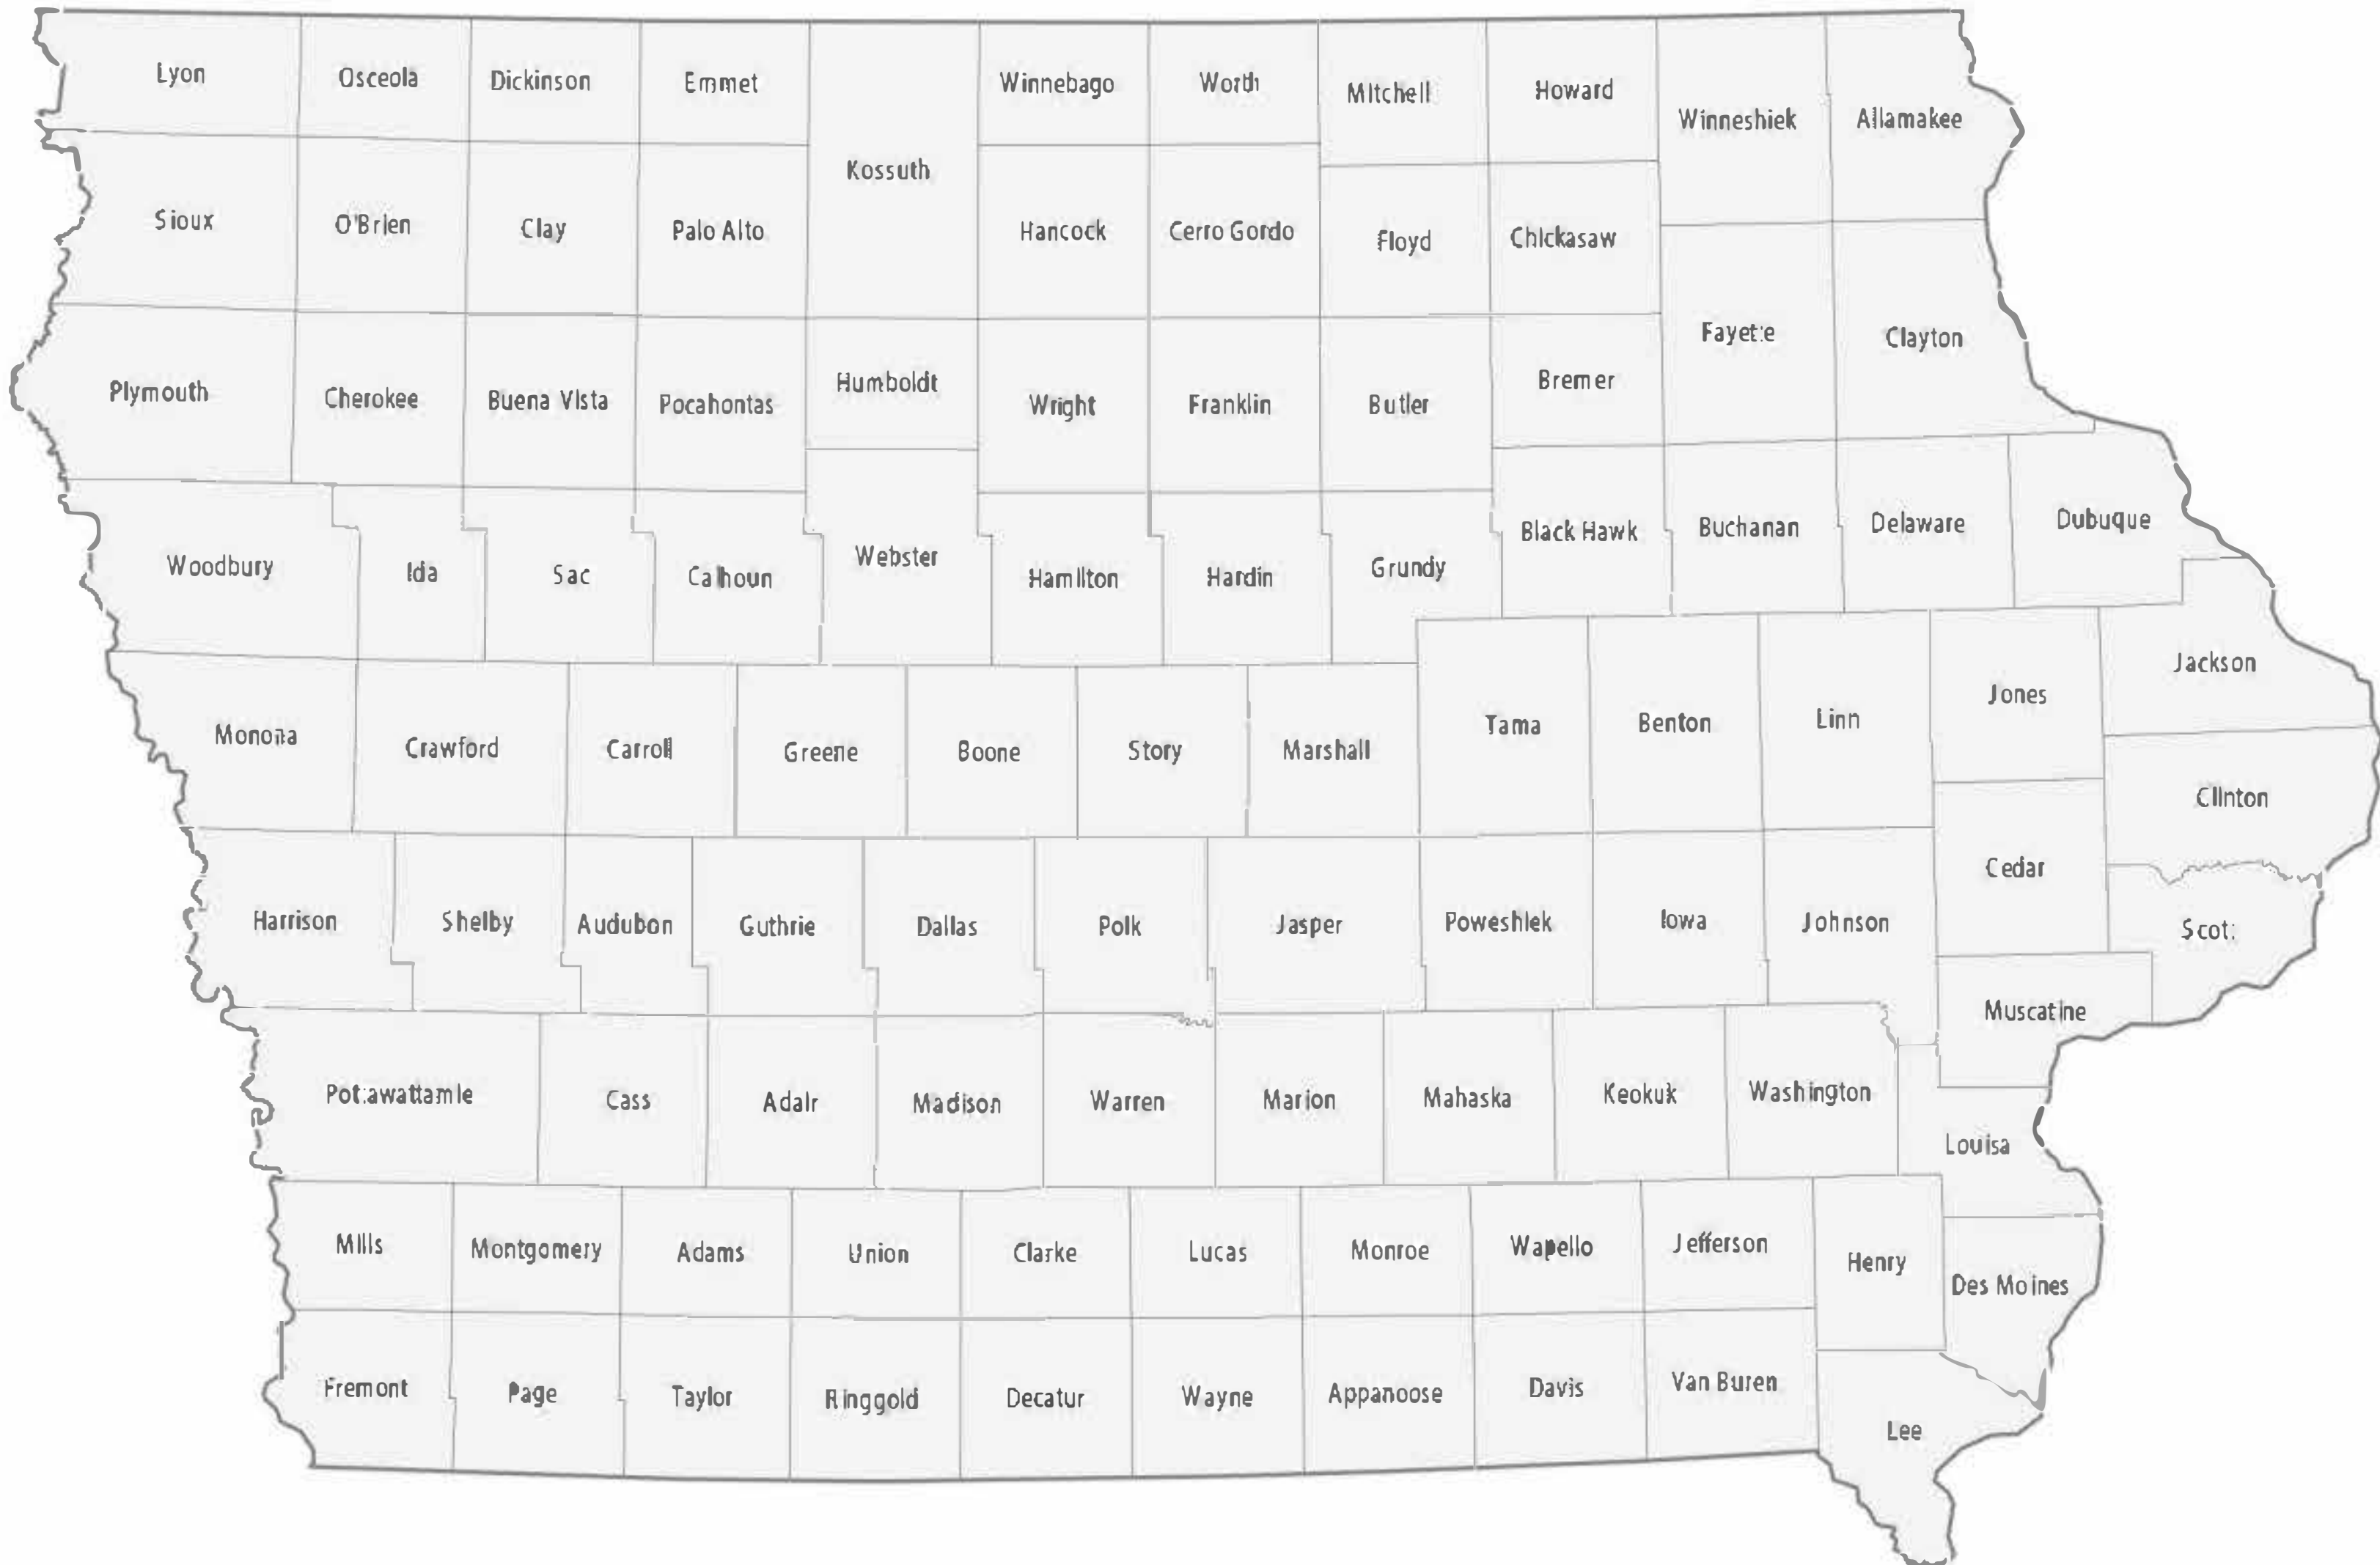 Lyon
Osceola
Dickinson
Emmet
Winnebago
Worth
Mitchell
Howard
Winneshiek
Allamakee
Kossuth
Sioux
O'Brien
Clay
Palo Alto
Hancock
Cerro Gordo
Floyd
Chickasaw
Fayette
Clayton
Plymouth
Cherokee
Buena Vista
Pocahontas
Humboldt
Wright
Franklin
Butler
Bremer
Woodbury
Ida
Sac
Calhoun
Webster
Hamilton
Hardin
Grundy
Black Hawk
Buchanan
Delaware
Dubuque
Monona
Crawford
Carroll
Greene
Boone
Story
Marshall
Tama
Benton
Linn
Jones
Jackson
Clinton
Harrison
Shelby
Audubon
Guthrie
Dallas
Polk
Jasper
Poweshiek
Iowa
Johnson
Cedar
Scott
Muscatine
Pottawattamie
Cass
Adair
Madison
Warren
Marion
Mahaska
Keokuk
Washington
Louisa
Mills
Montgomery
Adams
Union
Clarke
Lucas
Monroe
Wapello
Jefferson
Henry
Des Moines
Fremont
Page
Taylor
Ringgold
Decatur
Wayne
Appanoose
Davis
Van Buren
Lee